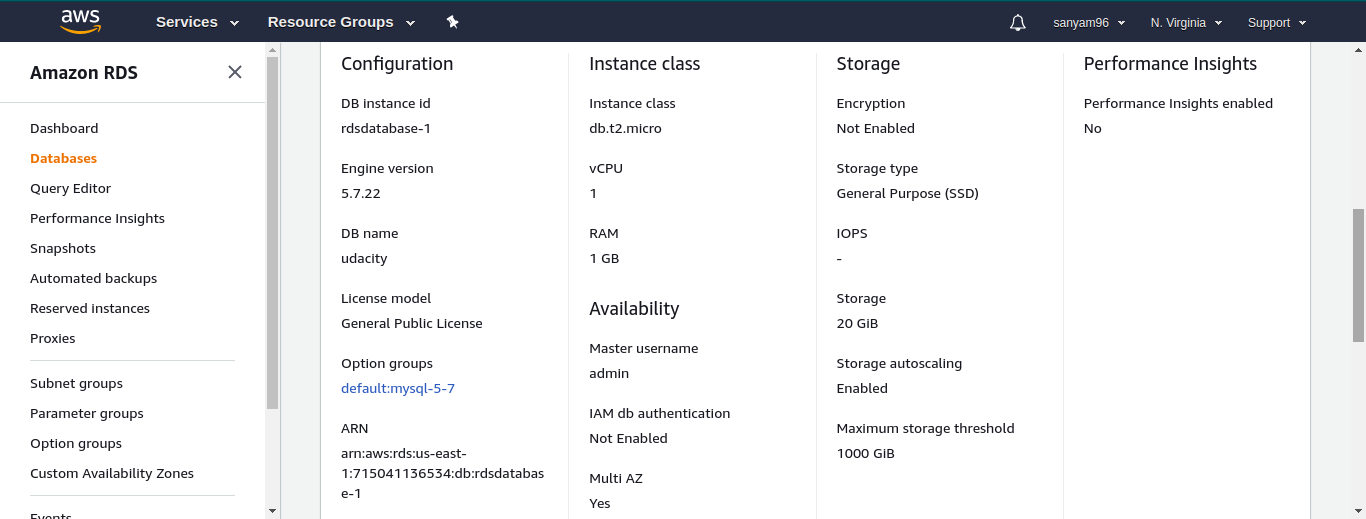 aws Services Resource Groups sanyam96 N. Virginia Support
Amazon RDS
Dashboard
Databases
Query Editor
Performance Insights
Snapshots
Automated backups
Reserved instances
Proxies
Subnet groups
Parameter groups
Option groups
Custom Availability Zones
Events
Configuration
DB instance id
rdsdatabase-1
Engine version
5.7.22
DB name
udacity
License model
General Public License
Option groups
default:mysql-5-7
ARN
arn:aws:rds:us-east-
1:715041136534:db:rdsdatabas
e-1
Instance class
Instance class
db.t2.micro
vCPU
1
RAM
1 GB
Availability
Master username
admin
IAM db authentication
Not Enabled
Multi AZ
Yes
Storage
Encryption
Not Enabled
Storage type
General Purpose (SSD)
IOPS
-
Storage
20 GiB
Storage autoscaling
Enabled
Maximum storage threshold
1000 GiB
Performance Insights
Performance Insights enabled
No